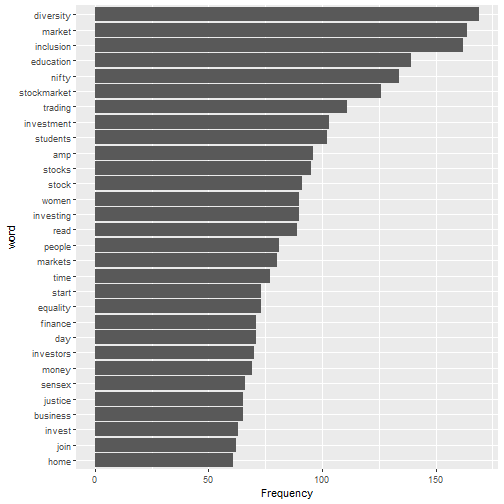 diversity
market
inclusion
education
nifty
stockmarket
trading
investment
students
amp
stocks
stock
women
investing
read
people
markets
time
start
equality
finance
day
investors
money
sensex
justice
business
invest
join
home
word
0 50 100 150
Frequency